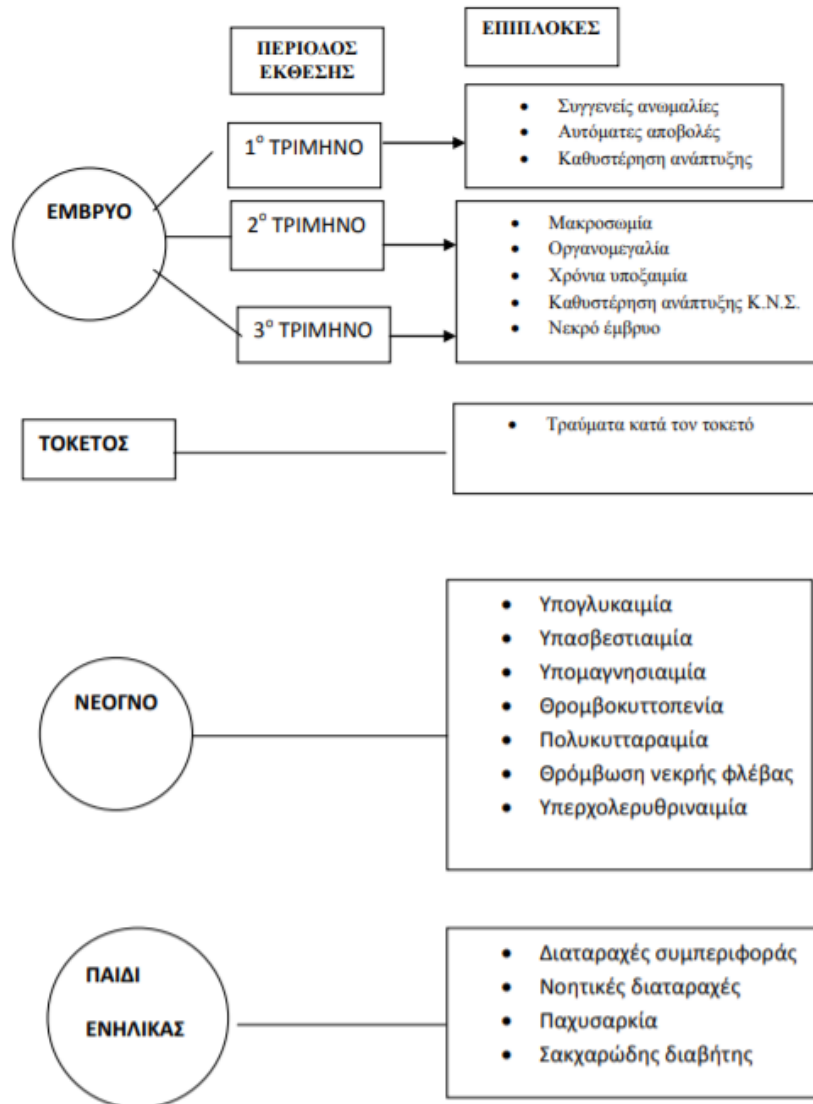 ΠΕΡΙΟΔΟΣ
ΕΚΘΕΣΗΣ
ΕΠΙΠΛΟΚΕΣ
ΕΜΒΡΥΟ
1° ΤΡΙΜΗΝΟ
• Συγγενείς ανωμαλίες
• Αυτόματες αποβολές
• Καθυστέρηση ανάπτυξης
2° ΤΡΙΜΗΝΟ
3° ΤΡΙΜΗΝΟ
• Μακροσωμία
• Οργανομεγαλία
• Χρόνια υποξαιμία
• Καθυστέρηση ανάπτυξης Κ.Ν.Σ.
• Νεκρό έμβρυο
ΤΟΚΕΤΟΣ
• Τραύματα κατά τον τοκετό
ΝΕΟΓΝΟ
• Υπογλυκαιμία
• Υπασβεστιαιμία
• Υπομαγνησιαιμία
• Θρομβοκυττοπενία
• Πολυκυτταραιμία
• Θρόμβωση νεκρής φλέβας
• Υπερχολερυθριναιμία
ΠΑΙΔΙ
ΕΝΗΛΙΚΑΣ
• Διαταραχές συμπεριφοράς
• Νοητικές διαταραχές
• Παχυσαρκία
• Σακχαρώδης διαβήτης